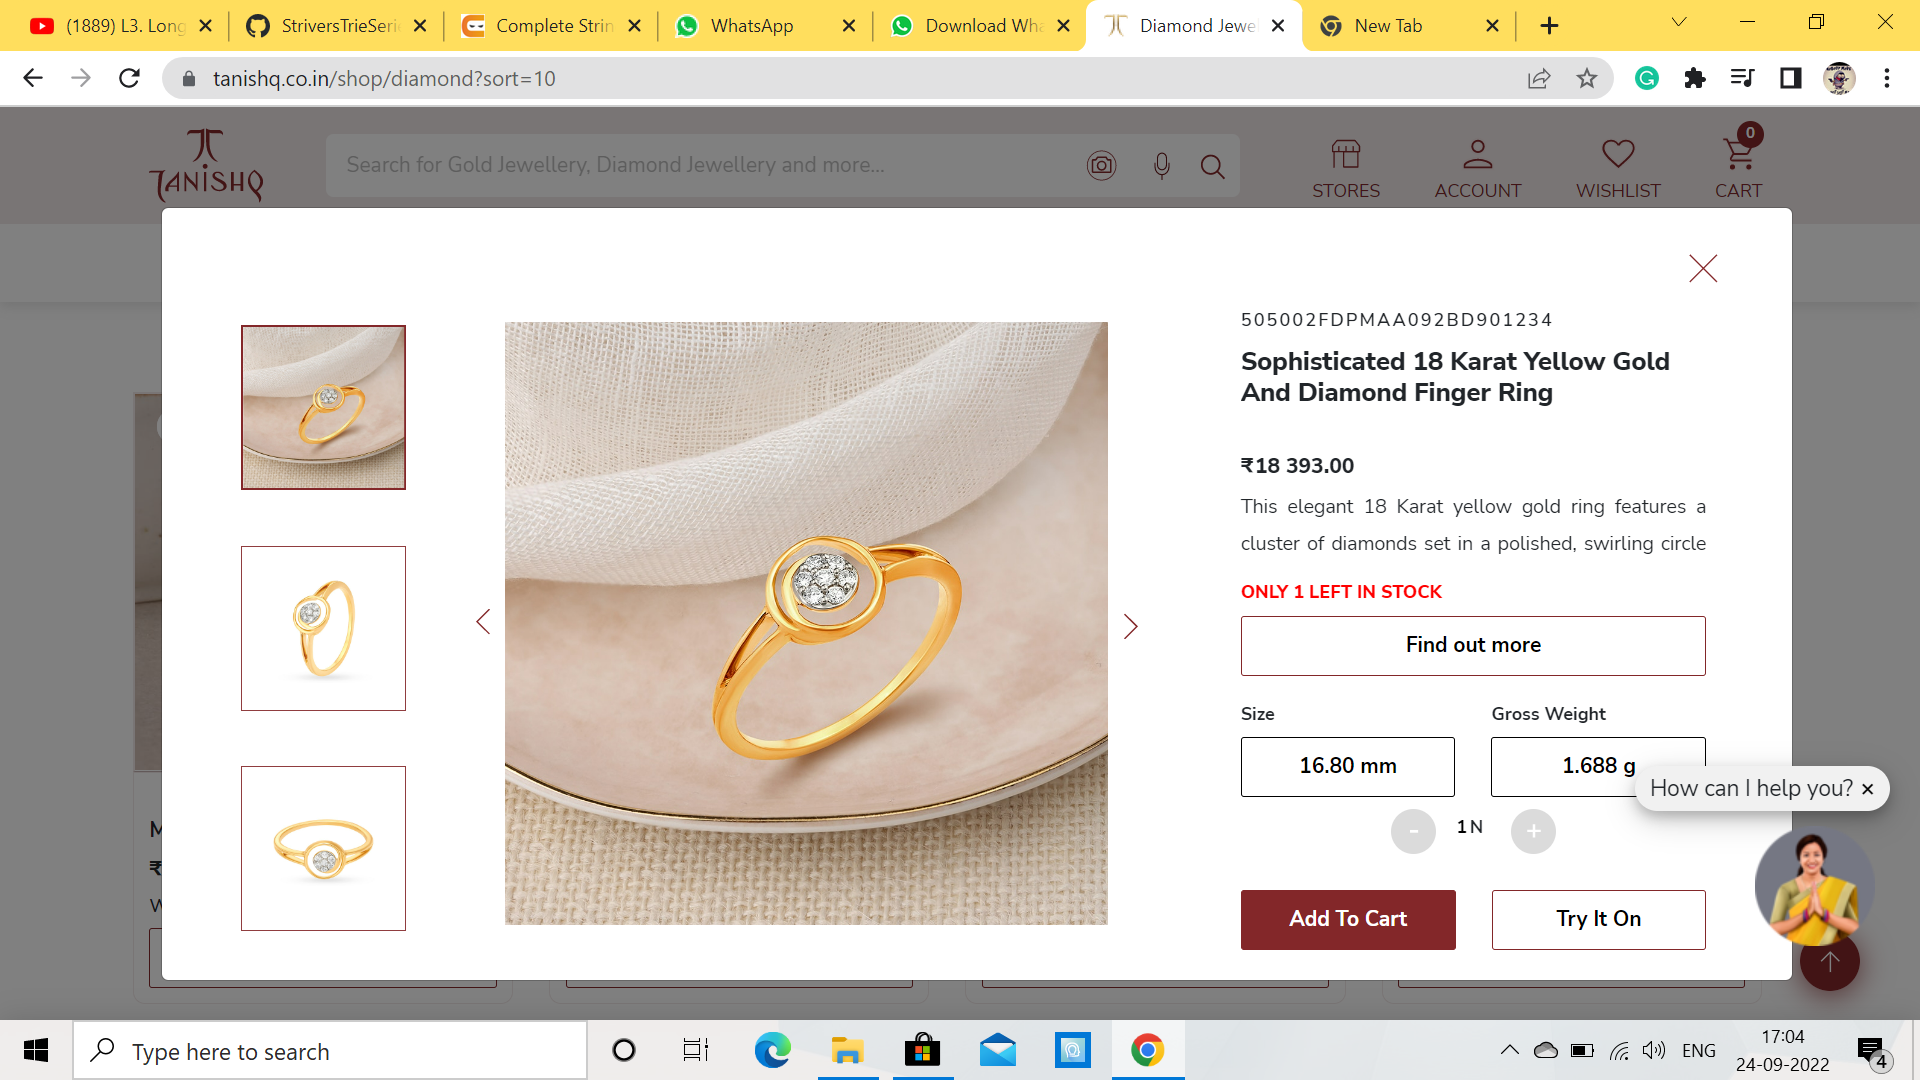 (1889) L3. Long
StriversTrieSeri
Complete Strin
WhatsApp
Download Wha
Diamond Jewe
New Tab
tanishq.co.in/shop/diamond?sort=10
TANISHQ
Search for Gold Jewellery, Diamond Jewellery and more...
STORES
ACCOUNT
WISHLIST
0
CART
505002FDPMAA092BD901234
Sophisticated 18 Karat Yellow Gold
And Diamond Finger Ring
₹18 393.00
This elegant 18 Karat yellow gold ring features a
cluster of diamonds set in a polished, swirling circle
ONLY 1 LEFT IN STOCK
Find out more
Size
Gross Weight
16.80 mm
1.688 g
How can I help you? ×
- 1 N +
Add To Cart
Try It On
M
₹
W
Type here to search
ENG
17:04
24-09-2022
4